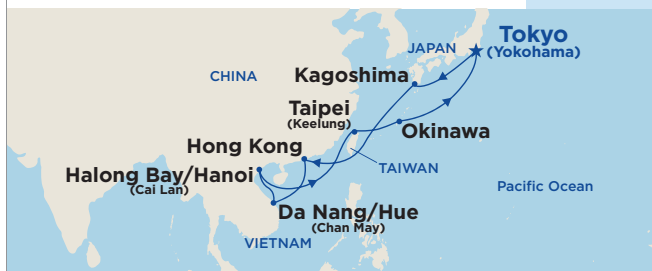 Tokyo
(Yokohama)
JAPAN
CHINA
Kagoshima
Taipei
(Keelung)
Okinawa
Hong Kong
TAIWAN
Halong Bay/Hanoi
(Cai Lan)
Pacific Ocean
Da Nang/Hue
(Chan May)
VIETNAM